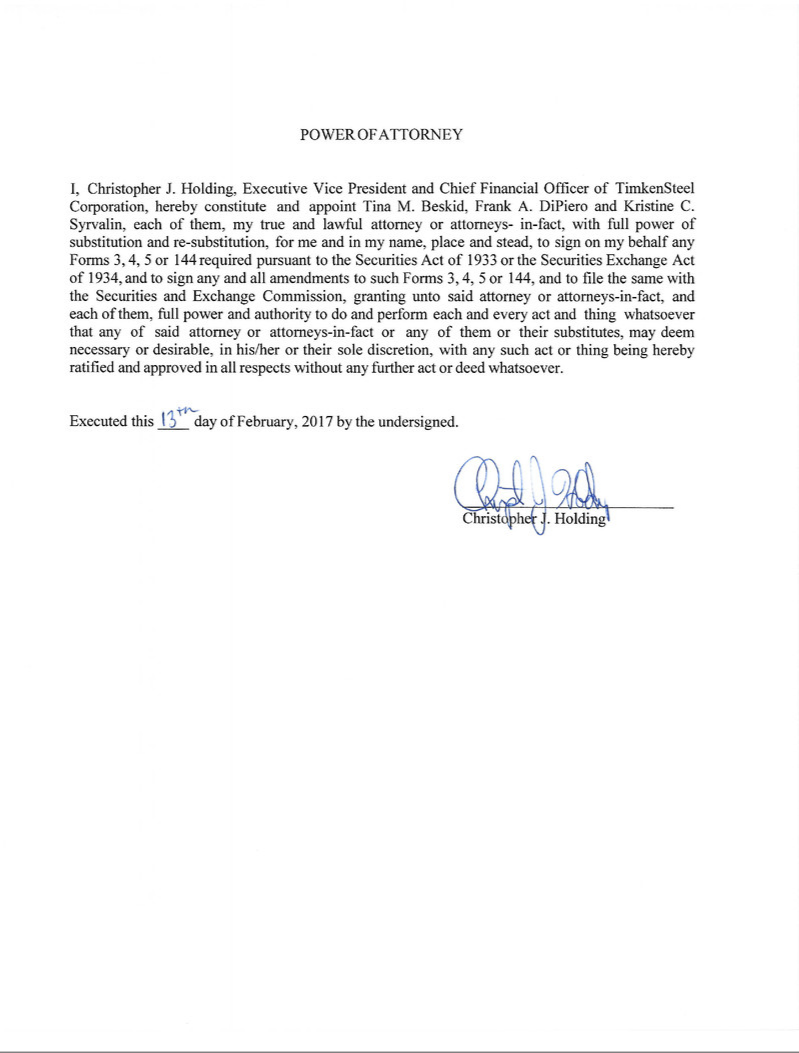 POWER OF ATTORNEY
I, Christopher J. Holding, Executive Vice President and Chief Financial Officer of TimkenSteel
Corporation, hereby constitute and appoint Tina M. Beskid, Frank A. DiPiero and Kristine C.
Syrvalin, each of them, my true and lawful attorney or attorneys- in-fact, with full power of
substitution and re-substitution, for me and in my name, place and stead, to sign on my behalf any
Forms 3, 4, 5 or 144 required pursuant to the Securities Act of 1933 or the Securities Exchange Act
of 1934, and to sign any and all amendments to such Forms 3, 4, 5 or 144, and to file the same with
the Securities and Exchange Commission, granting unto said attorney or attorneys-in-fact, and
each of them, full power and authority to do and perform each and every act and thing whatsoever
that any of said attorney or attorneys-in-fact or any of them or their substitutes, may deem
necessary or desirable, in his/her or their sole discretion, with any such act or thing being hereby
ratified and approved in all respects without any further act or deed whatsoever.
Executed this 13th day of February, 2017 by the undersigned.
Christopher J. Holding